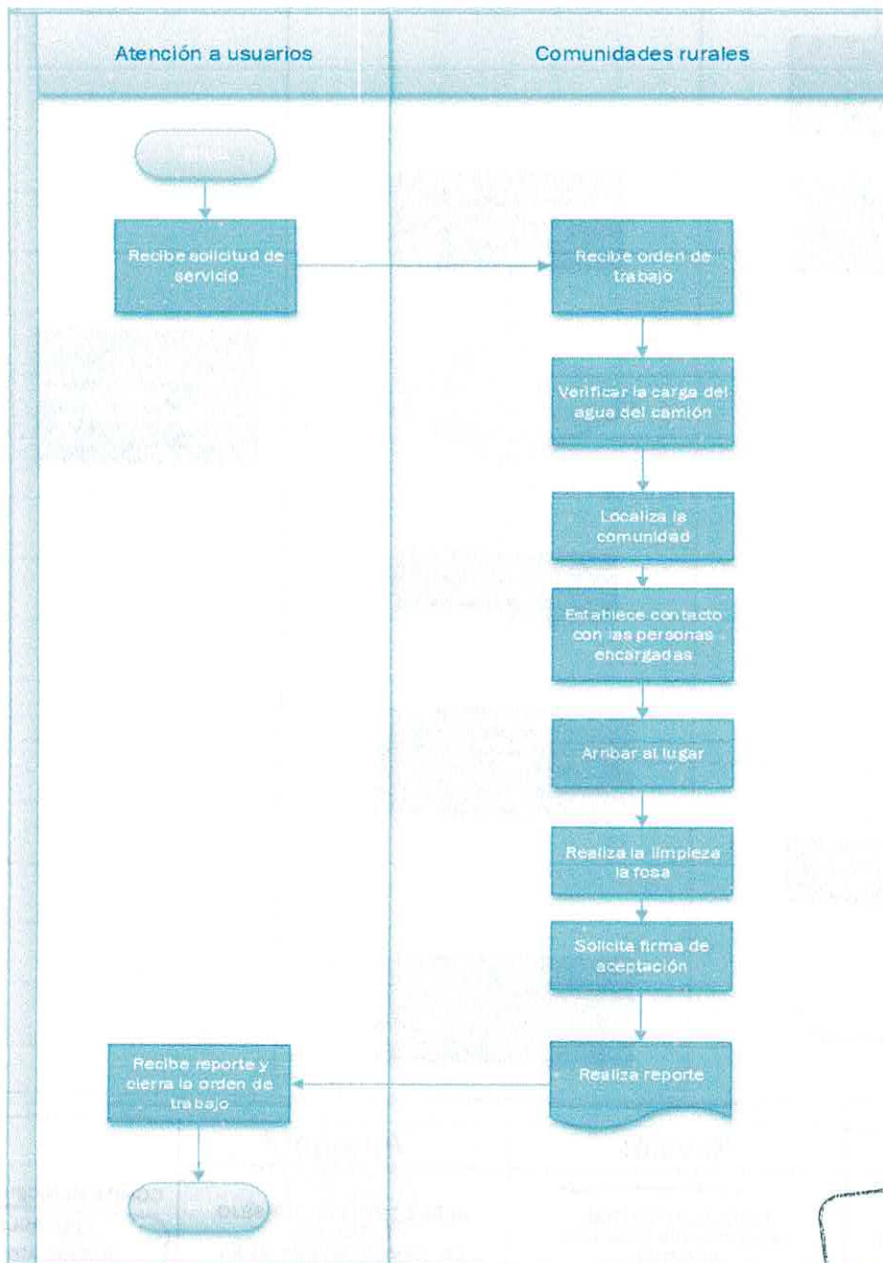 Atención a usuarios
Comunidades rurales
Recibe solicitud de
servicio
Recibe orden de
trabajo
Verificar la carga del
agua del camión
Localiza la
comunidad
Establece contacto
con las personas
encargadas
Arribar al lugar
Realiza la limpieza
la fosa
Solicita firma de
aceptación
Realiza reporte
Recibe reporte y
cierra la orden de
trabajo